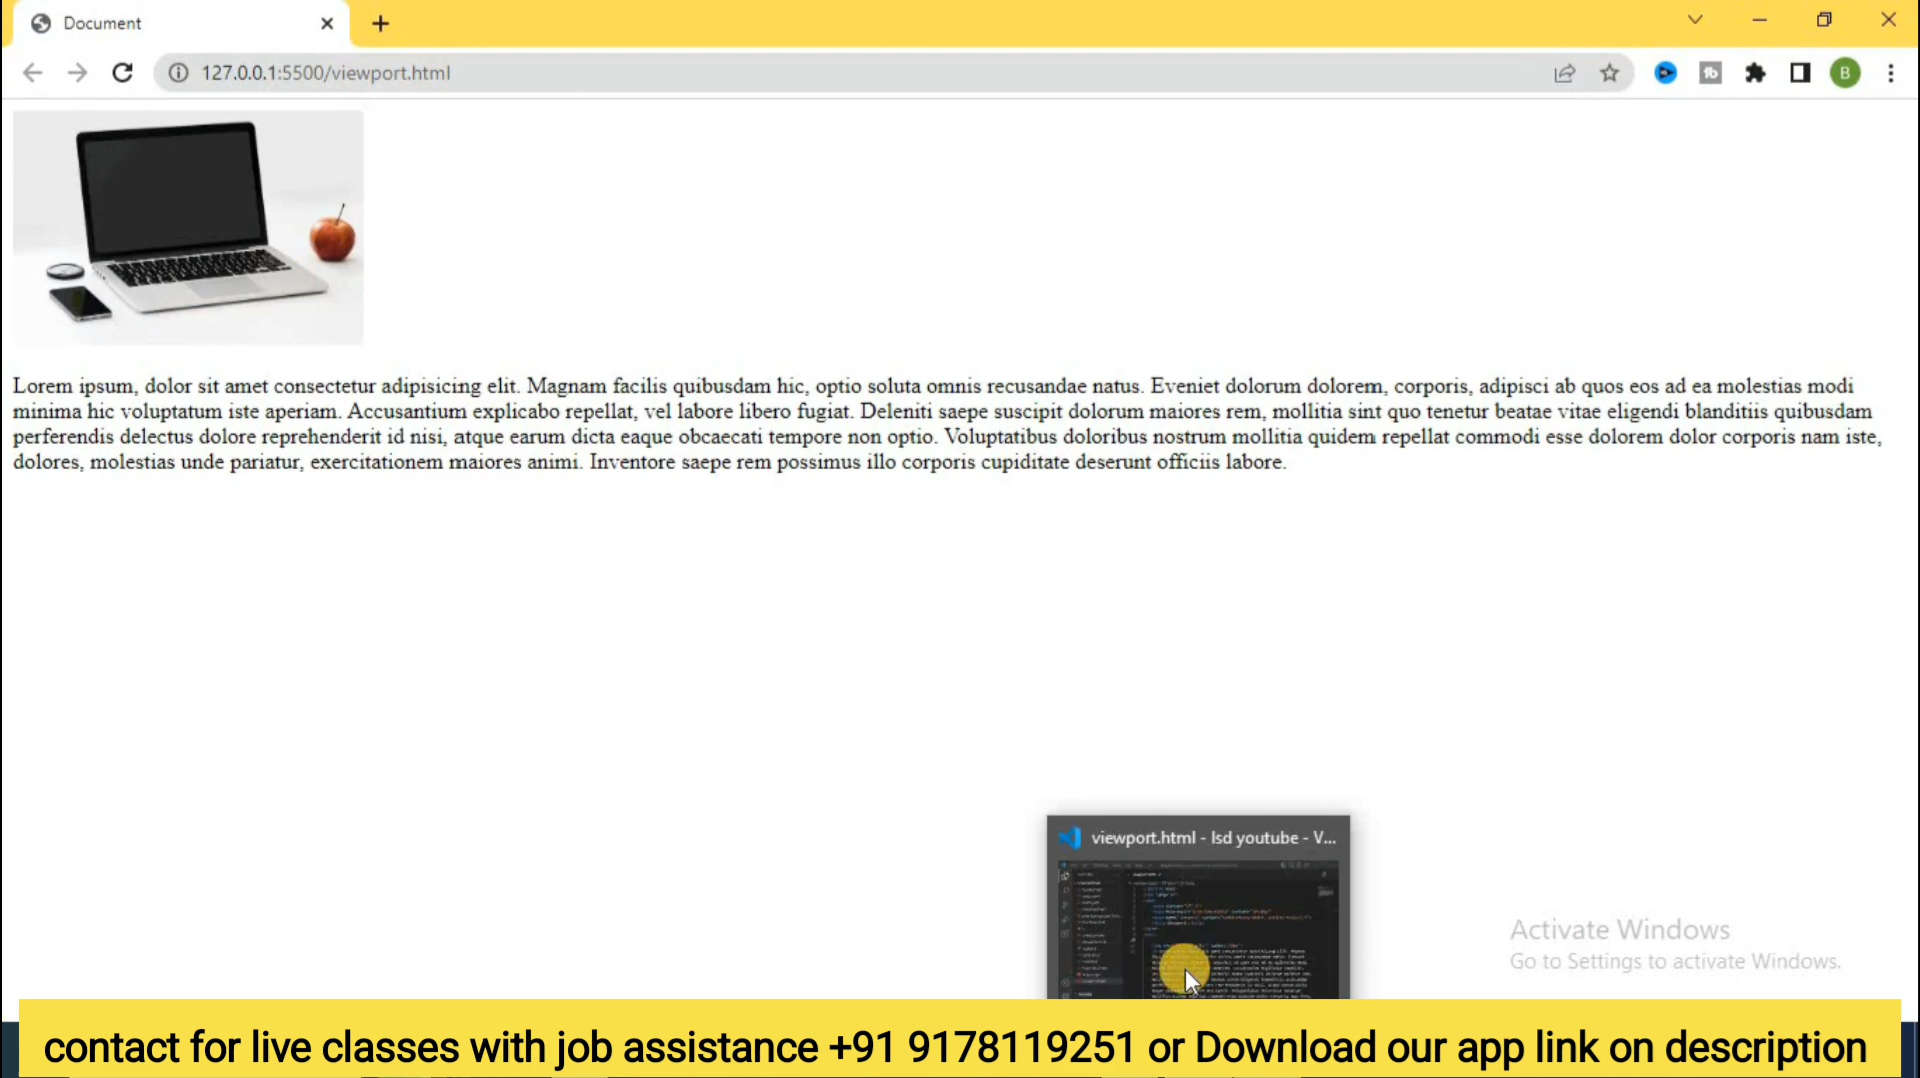 Document
127.0.0.1:5500/viewport.html
B
Lorem ipsum, dolor sit amet consectetur adipisicing elit. Magnam facilis quibusdam hic, optio soluta omnis recusandae natus. Eveniet dolorum dolorem, corporis, adipisci ab quos eos ad ea molestias modi
minima hic voluptatum iste aperiam. Accusantium explicabo repellat, vel labore libero fugiat. Deleniti saepe suscipit dolorum maiores rem, mollitia sint quo tenetur beatae vitae eligendi blanditiis quibusdam
perferendis delectus dolore reprehenderit id nisi, atque earum dicta eaque obcaecati tempore non optio. Voluptatibus doloribus nostrum mollitia quidem repellat commodi esse dolorem dolor corporis nam iste,
dolores, molestias unde pariatur, exercitationem maiores animi. Inventore saepe rem possimus illo corporis cupiditate deserunt officiis labore.
viewport.html - lsd youtube - V...
Activate Windows
Go to Settings to activate Windows.
contact for live classes with job assistance +91 9178119251 or Download our app link on description